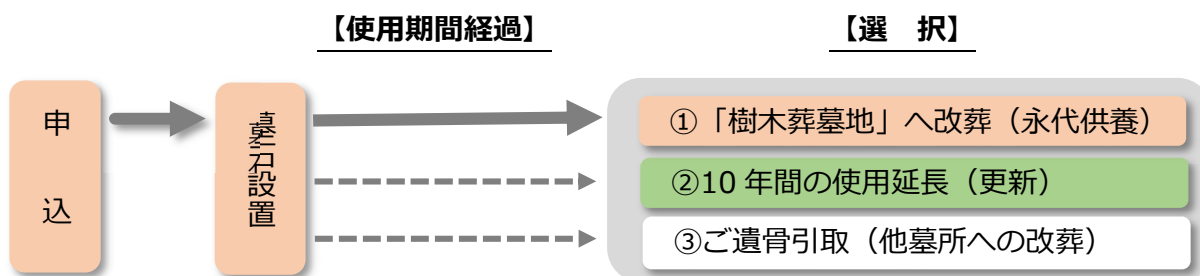 【使用期間経過】
【選　択】
申込
墓石設置
①「樹木葬墓地」へ改葬（永代供養）
②10 年間の使用延長（更新）
③ご遺骨引取（他墓所への改葬）